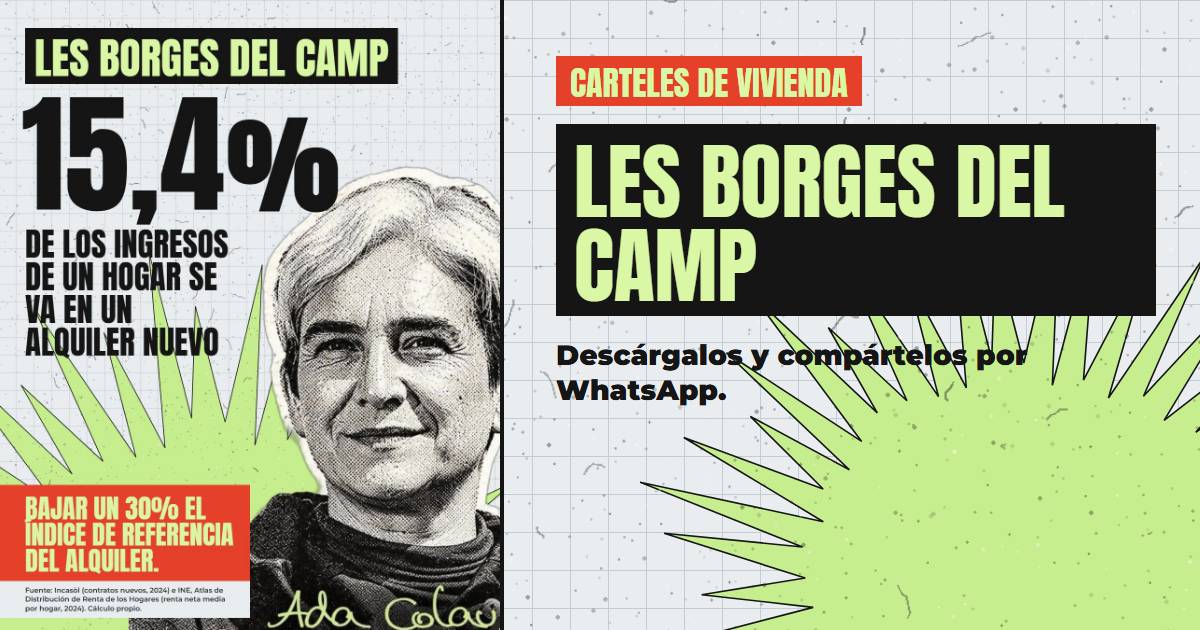 LES BORGES DEL CAMP
15,4%
DE LOS INGRESOS
DE UN HOGAR SE
VA EN UN
ALQUILER NUEVO
BAJAR UN 30% EL
ÍNDICE DE REFERENCIA
DEL ALQUILER.
Fuente: Incasòl (contratos nuevos, 2024) e INE, Atlas de
Distribución de Renta de los Hogares (renta neta media
por hogar, 2024). Cálculo propio.
Ada Colau
CARTELES DE VIVIENDA
LES BORGES DEL
CAMP
Descárgalos y compártelos por
WhatsApp.